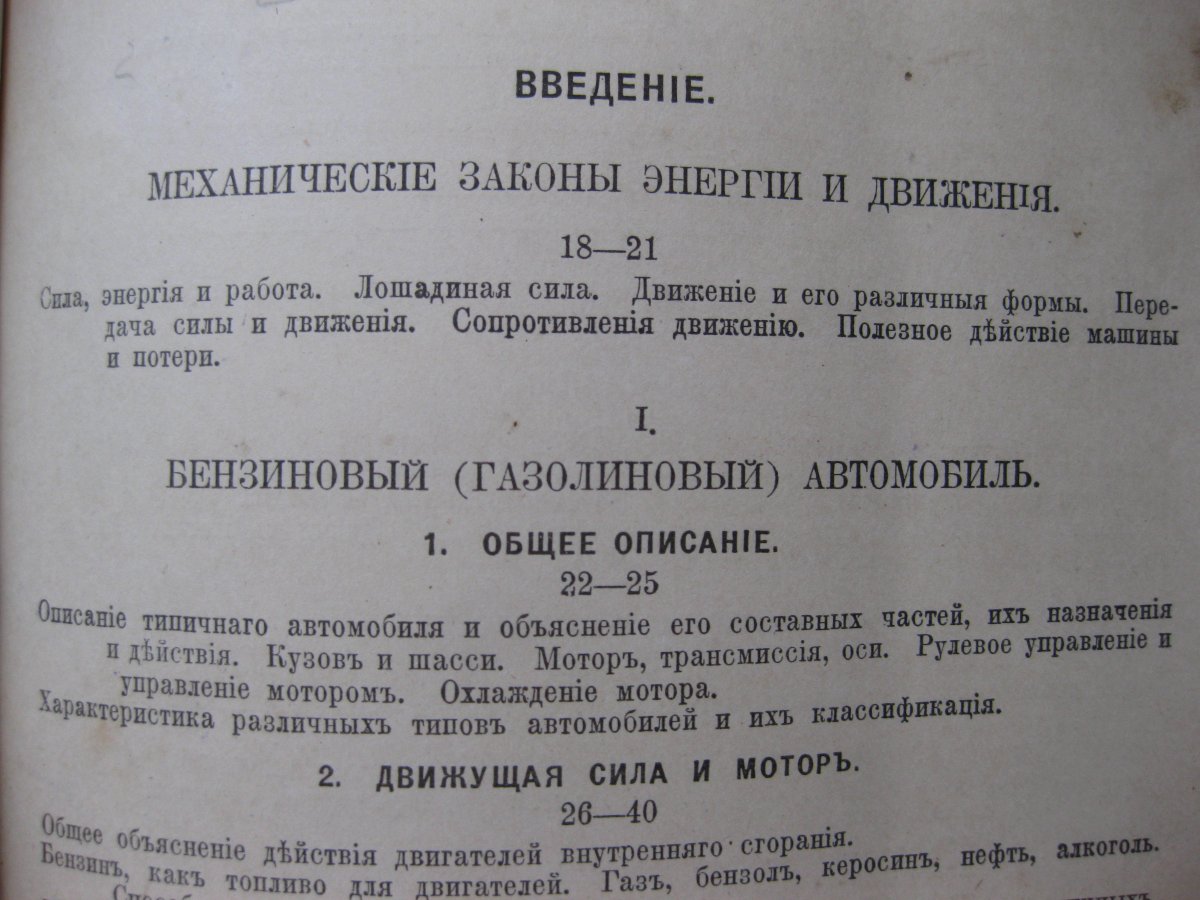 ВВЕДЕНІЕ.
МЕХАНИЧЕСКІЕ ЗАКОНЫ ЭНЕРГІИ И ДВИЖЕНІЯ.
18—21
Сила, энергія и работа. Лошадиная сила. Движеніе и его различныя формы. Пере-
дача силы и движенія. Сопротивленія движенію. Полезное дѣйствіе машины
и потери.
I.
БЕНЗИНОВЫЙ (ГАЗОЛИНОВЫЙ) АВТОМОБИЛЬ.
1. ОБЩЕЕ ОПИСАНІЕ.
22—25
Описаніе типичнаго автомобиля и объясненіе его составныхъ частей, ихъ назначенія
и дѣйствія. Кузовъ и шасси. Моторъ, трансмиссія, оси. Рулевое управленіе и
управленіе моторомъ. Охлажденіе мотора.
Характеристика различныхъ типовъ автомобилей и ихъ классификація.
2. ДВИЖУЩАЯ СИЛА И МОТОРЪ.
26—40
Общее объясненіе дѣйствія двигателей внутренняго сгоранія.
Бензинъ, какъ топливо для двигателей. Газъ, бензолъ, керосинъ, нефть, алкоголь.